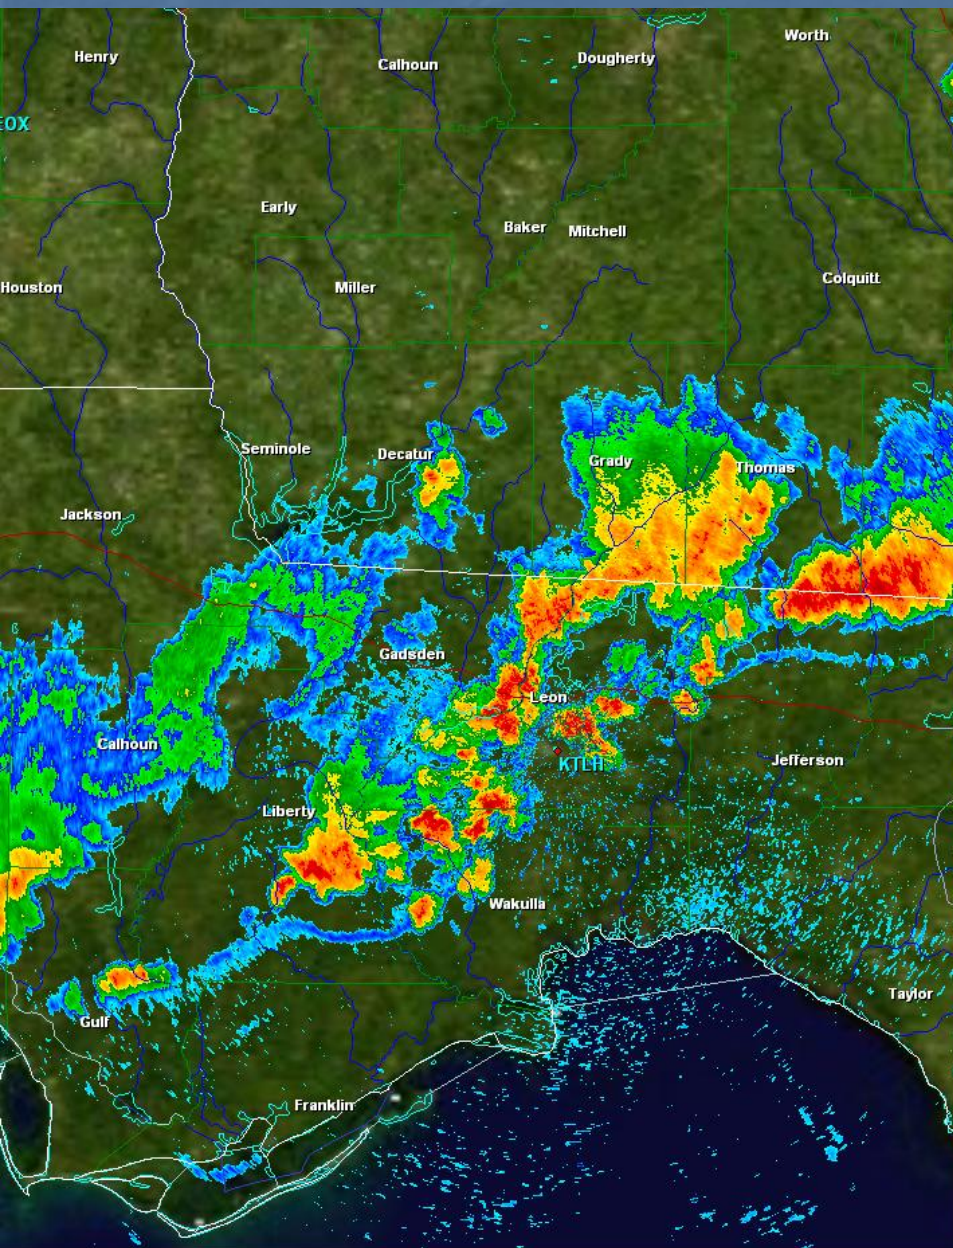 Worth
Henry
Calhoun
Dougherty
EOX
Early
Baker
Mitchell
Colquitt
Houston
Miller
Seminole
Decatur
Grady
Thomas
Jackson
Gadsden
Leon
Calhoun
KTLH
Jefferson
Liberty
Wakulla
Taylor
Gulf
Franklin